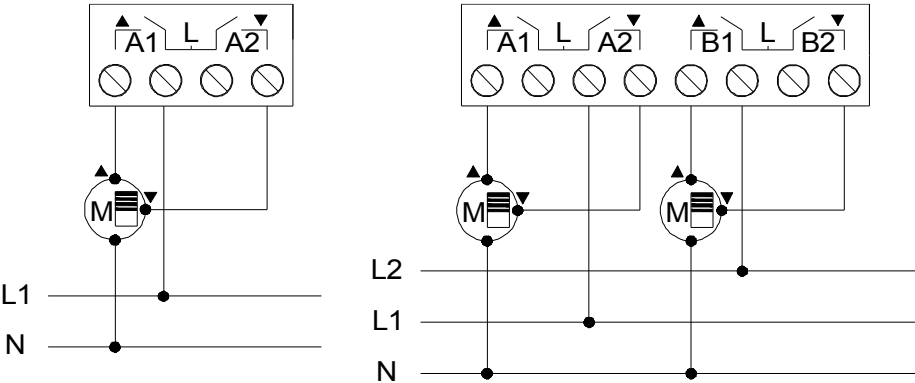 ▲ L ▼
A1 A2
▲ ▼
M
L1
N
▲ L ▼ ▲ L ▼
A1 A2 B1 B2
▲ ▼ ▲ ▼
M M
L2
L1
N